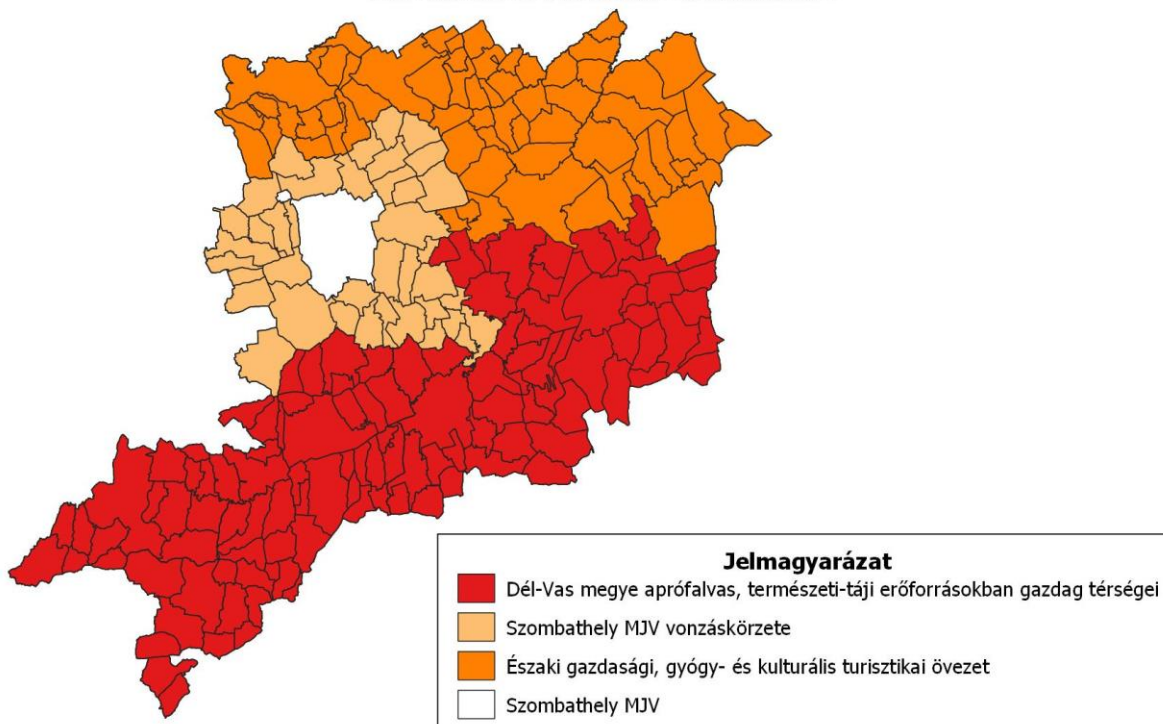 Jelmagyarázat
Dél-Vas megye aprófalvas, természeti-táji erőforrásokban gazdag térségei
Szombathely MJV vonzáskörzete
Északi gazdasági, gyógy- és kulturális turisztikai övezet
Szombathely MJV